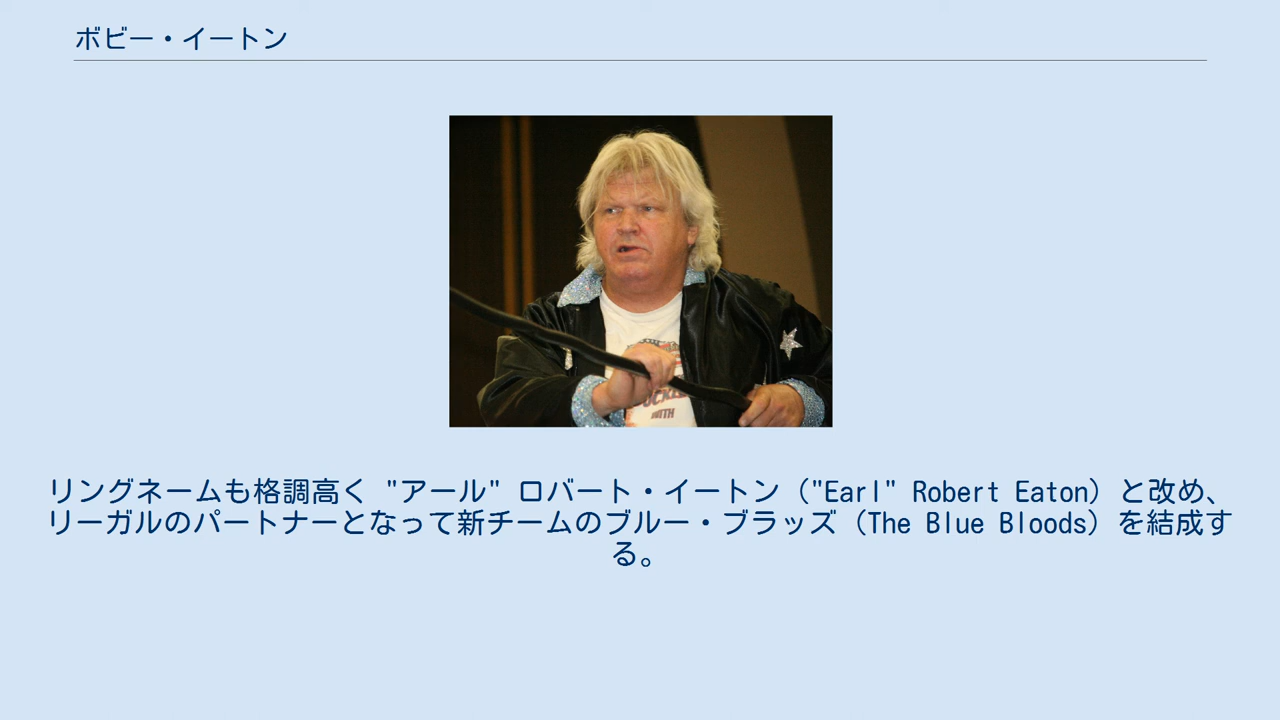 ボビー・イートン
WITH
リングネームも格調高く "アール" ロバート・イートン（"Earl" Robert Eaton）と改め、
リーガルのパートナーとなって新チームのブルー・ブラッズ（The Blue Bloods）を結成す
る。